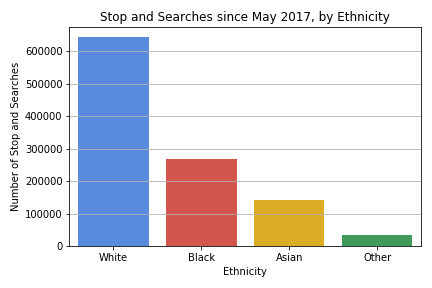 Stop and Searches since May 2017, by Ethnicity
Number of Stop and Searches
600000
500000
400000
300000
200000
100000
0
White Black Asian Other
Ethnicity